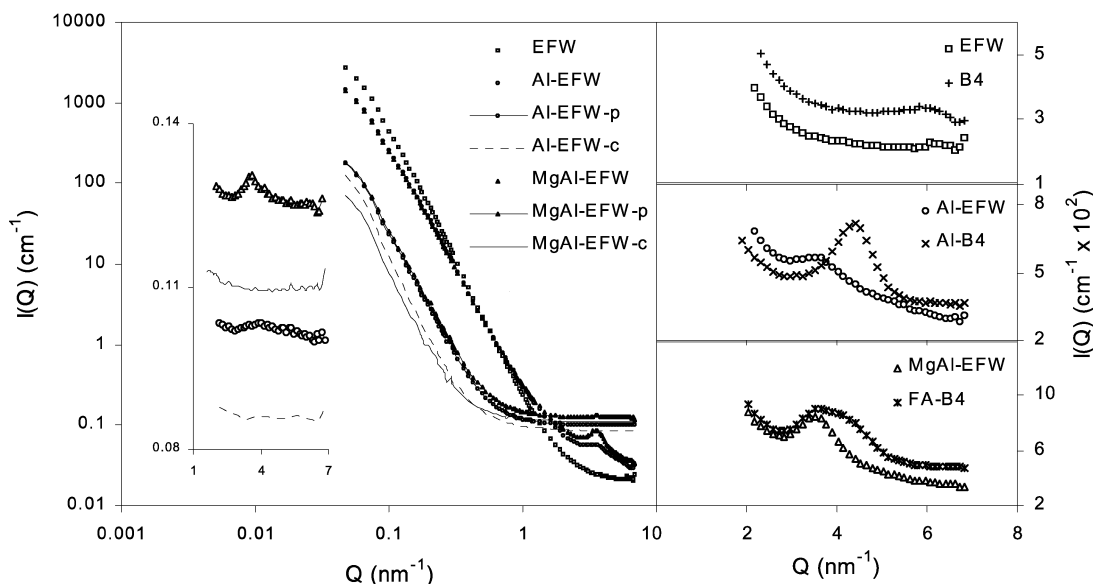 I(Q) (cm-1)
10000
1000
100
10
1
0.1
0.01
0.001
0.01
0.1
1
10
Q (nm-1)
EFW
Al-EFW
Al-EFW-p
Al-EFW-c
MgAl-EFW
MgAl-EFW-p
MgAl-EFW-c
0.14
0.11
0.08
1
4
7
EFW
B4
5
3
1
Al-EFW
Al-B4
8
5
2
MgAl-EFW
FA-B4
10
6
2
0
2
4
6
8
Q (nm-1)
I(Q) (cm-1 x 102)